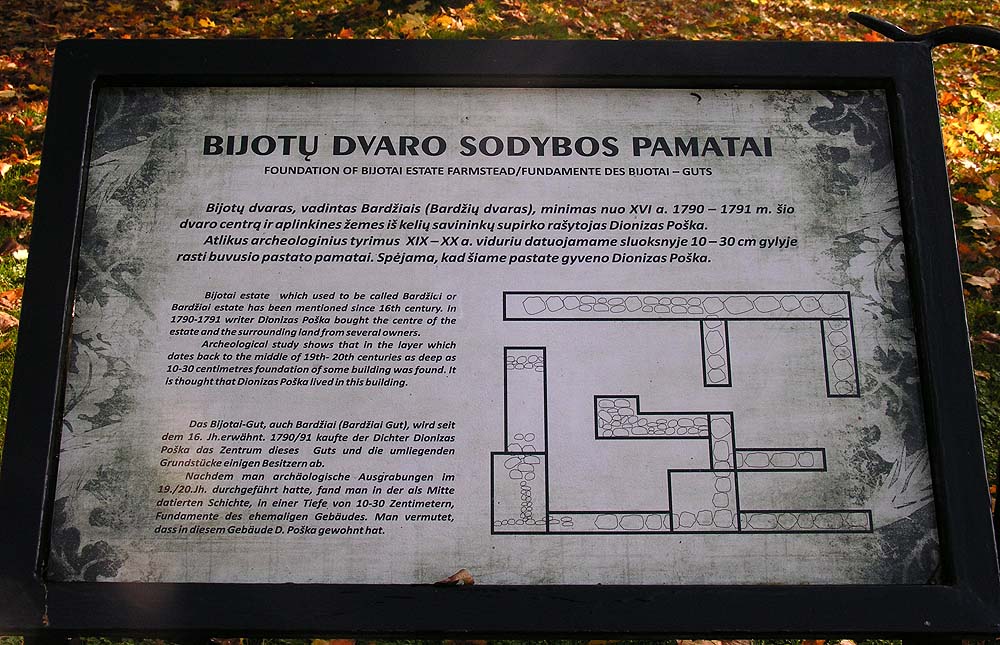 BIJOTŲ DVARO SODYBOS PAMATAI
FOUNDATION OF BIJOTAI ESTATE FARMSTEAD/FUNDAMENTE DES BIJOTAI – GUTS
Bijotų dvaras, vadintas Bardžiais (Bardžių dvaras), minimas nuo XVI a. 1790 – 1791 m. šio
dvaro centrą ir aplinkines žemes iš kelių savininkų supirko rašytojas Dionizas Poška.
Atlikus archeologinius tyrimus XIX – XX a. viduriu datuojamame sluoksnyje 10 – 30 cm gylyje
rasti buvusio pastato pamatai. Spėjama, kad šiame pastate gyveno Dionizas Poška.
Bijotai estate which used to be called Bardžici or
Bardžiai estate has been mentioned since 16th century. In
1790-1791 writer Dionizas Poška bought the centre of the
estate and the surrounding land from several owners.
Archeological study shows that in the layer which
dates back to the middle of 19th- 20th centuries as deep as
10-30 centimetres foundation of some building was found. It
is thought that Dionizas Poška lived in this building.
Das Bijotai-Gut, auch Bardžiai (Bardžiai Gut), wird seit
dem 16. Jh.erwähnt. 1790/91 kaufte der Dichter Dionizas
Poška das Zentrum dieses Guts und die umliegenden
Grundstücke einigen Besitzern ab.
Nachdem man archäologische Ausgrabungen im
19./20.Jh. durchgeführt hatte, fand man in der als Mitte
datierten Schichte, in einer Tiefe von 10-30 Zentimetern,
Fundamente des ehemaligen Gebäudes. Man vermutet,
dass in diesem Gebäude D. Poška gewohnt hat.